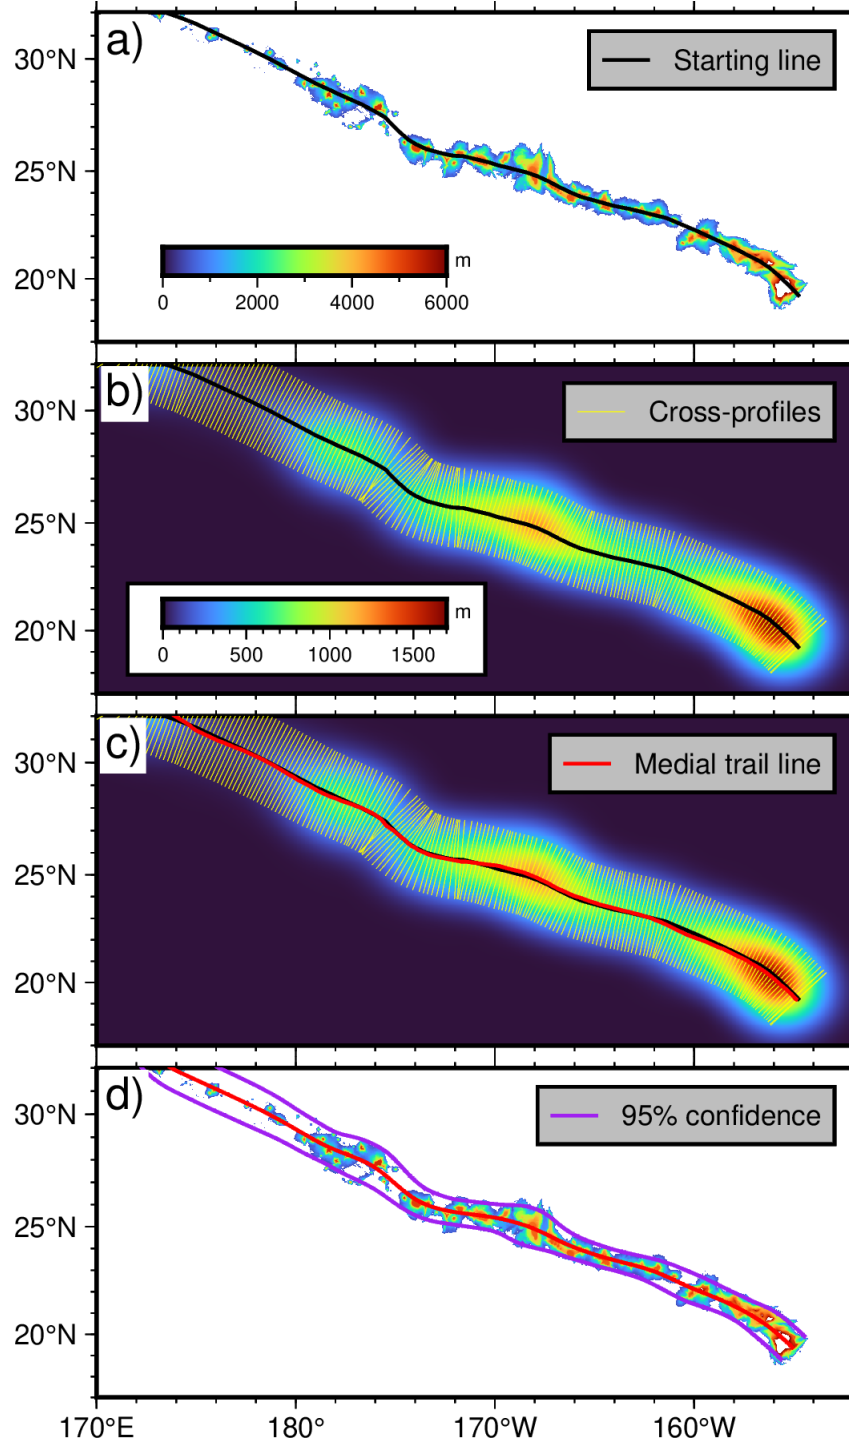 a)
Starting line
30°N
25°N
20°N
m
0 2000 4000 6000
b)
Cross-profiles
30°N
25°N
20°N
m
0 500 1000 1500
c)
Medial trail line
30°N
25°N
20°N
d)
95% confidence
30°N
25°N
20°N
170°E 180° 170°W 160°W